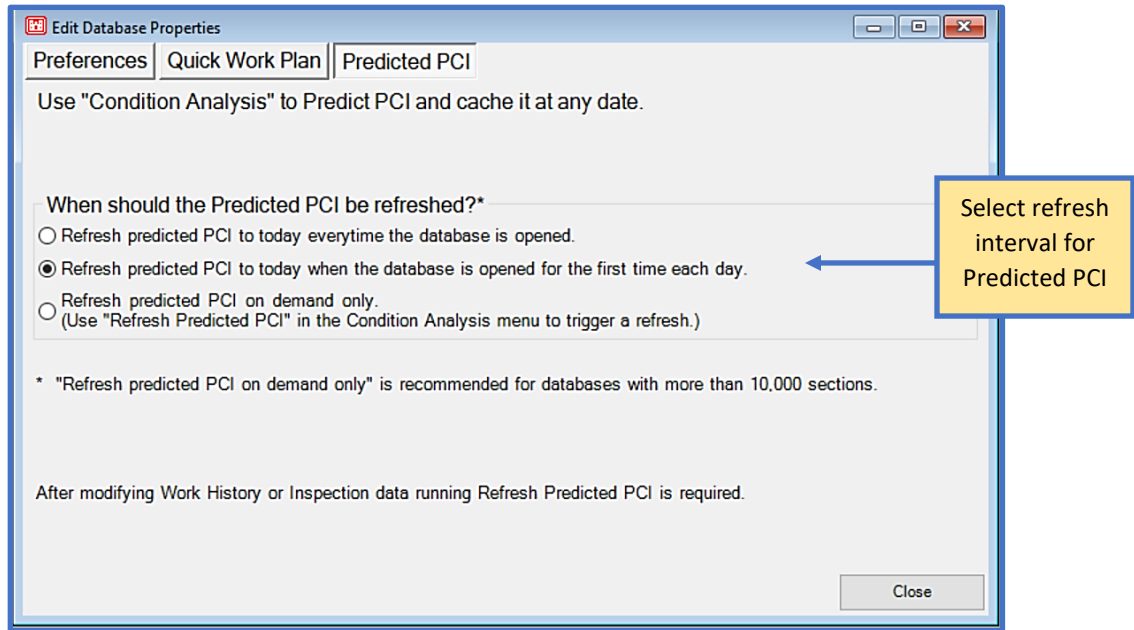 Edit Database Properties
Preferences Quick Work Plan Predicted PCI
Use "Condition Analysis" to Predict PCI and cache it at any date.
When should the Predicted PCI be refreshed?*
Refresh predicted PCI to today everytime the database is opened.
Refresh predicted PCI to today when the database is opened for the first time each day.
Refresh predicted PCI on demand only.
(Use "Refresh Predicted PCI" in the Condition Analysis menu to trigger a refresh.)
Select refresh
interval for
Predicted PCI
* "Refresh predicted PCI on demand only" is recommended for databases with more than 10,000 sections.
After modifying Work History or Inspection data running Refresh Predicted PCI is required.
Close